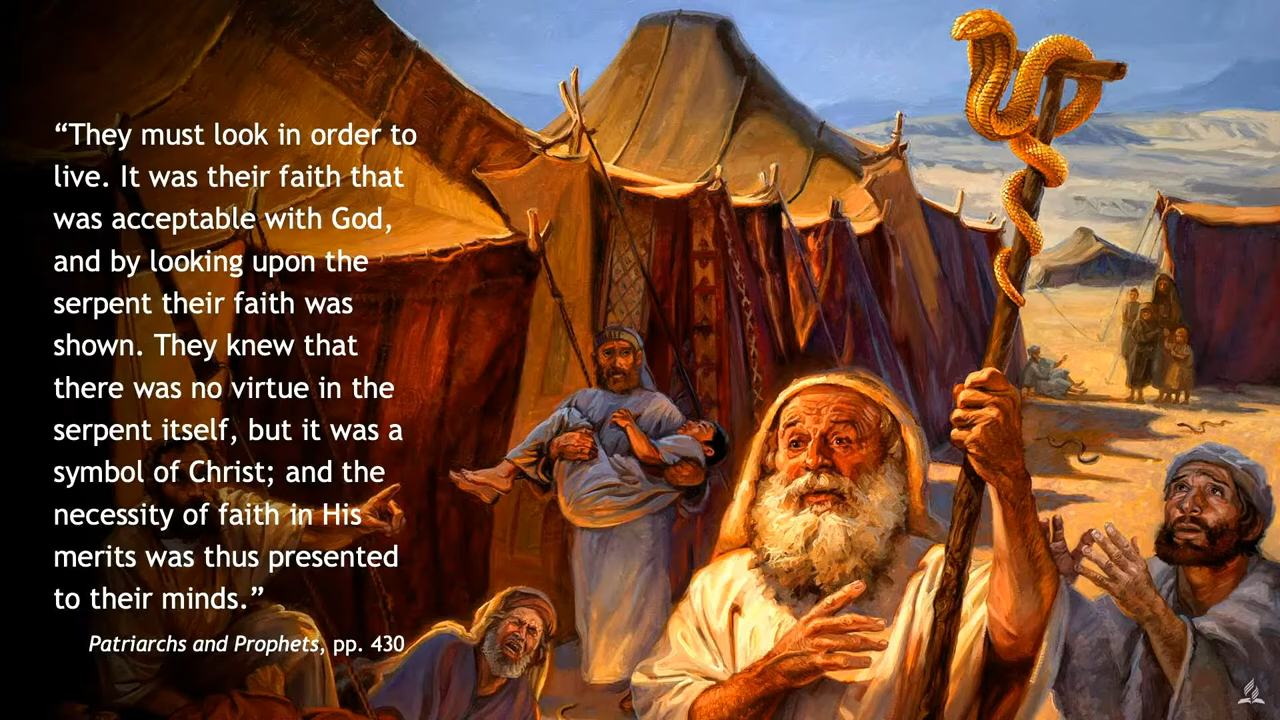 “They must look in order to
live. It was their faith that
was acceptable with God,
and by looking upon the
serpent their faith was
shown. They knew that
there was no virtue in the
serpent itself, but it was a
symbol of Christ; and the
necessity of faith in His
merits was thus presented
to their minds.”
Patriarchs and Prophets, pp. 430